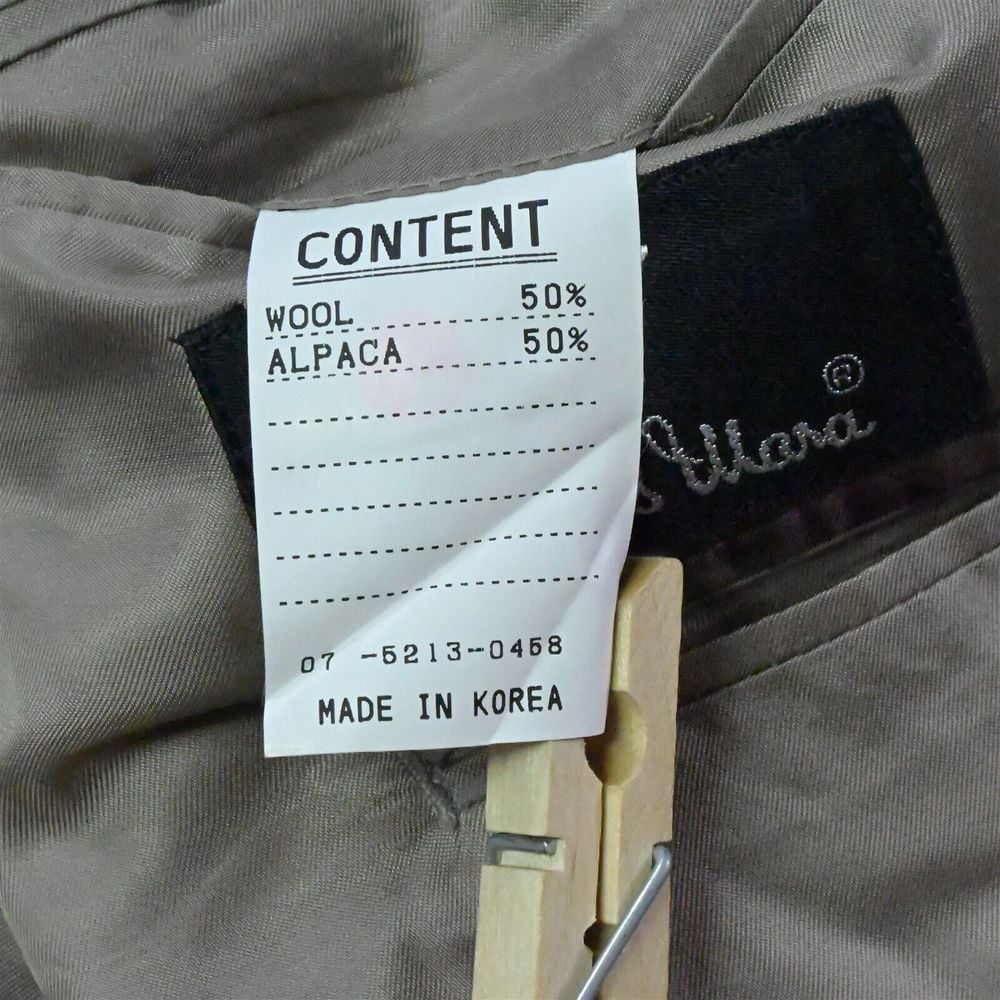 CONTENT
WOOL 50%
ALPACA 50%
07 -5213-0458
MADE IN KOREA
®